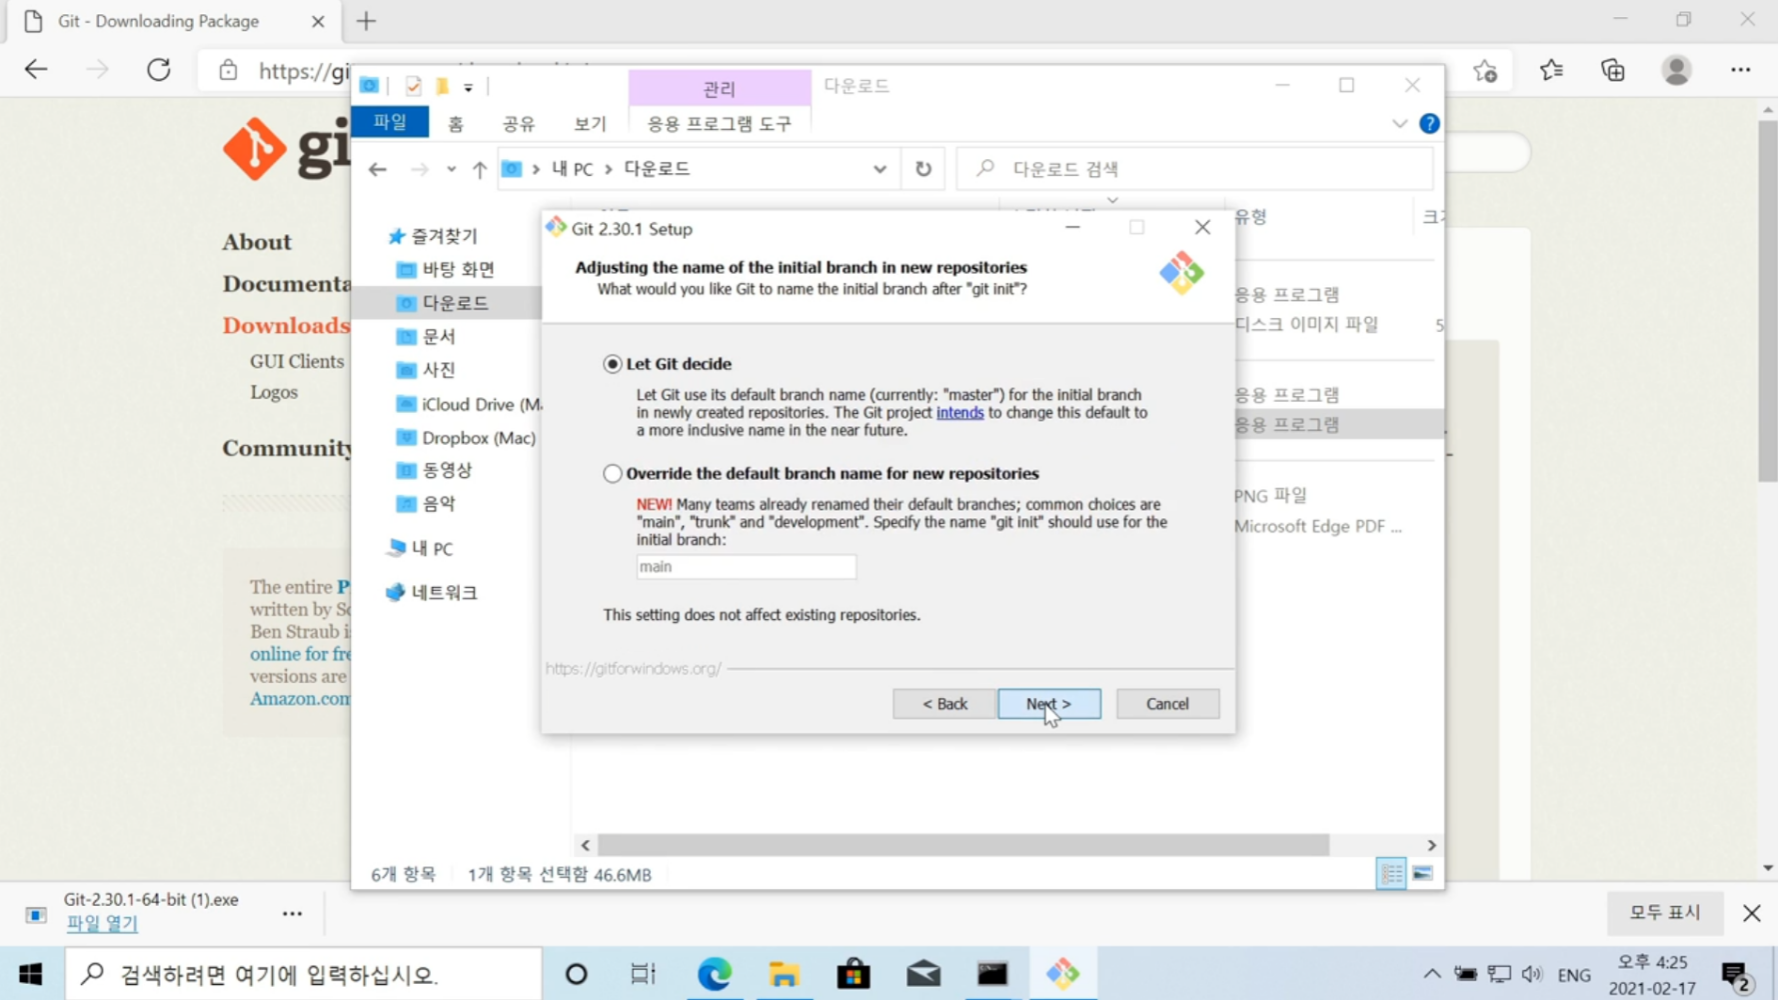 Git - Downloading Package
https://gi
관리
다운로드
파일
홈
공유
보기
응용 프로그램 도구
내 PC
다운로드
다운로드 검색
gi
About
Documenta
Downloads
GUI Clients
Logos
Community
The entire P
written by Sc
Ben Straub i
online for fre
versions are
Amazon.com
즐겨찾기
바탕 화면
다운로드
문서
사진
iCloud Drive (M
Dropbox (Mac)
동영상
음악
내 PC
네트워크
유형
크기
응용 프로그램
디스크 이미지 파일
5
응용 프로그램
응용 프로그램
PNG 파일
Microsoft Edge PDF ...
Git 2.30.1 Setup
Adjusting the name of the initial branch in new repositories
What would you like Git to name the initial branch after "git init"?
Let Git decide
Let Git use its default branch name (currently: "master") for the initial branch
in newly created repositories. The Git project intends to change this default to
a more inclusive name in the near future.
Override the default branch name for new repositories
NEW! Many teams already renamed their default branches; common choices are
"main", "trunk" and "development". Specify the name "git init" should use for the
initial branch:
main
This setting does not affect existing repositories.
https://gitforwindows.org/
< Back
Next >
Cancel
6개 항목
1개 항목 선택함 46.6MB
Git-2.30.1-64-bit (1).exe
파일 열기
모두 표시
검색하려면 여기에 입력하십시오.
ENG
오후 4:25
2021-02-17
2